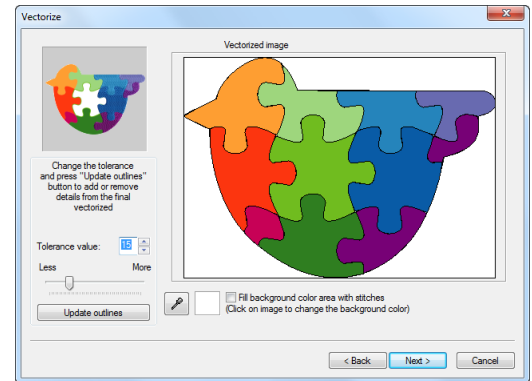 Vectorize
Vectorized image
Change the tolerance
and press "Update outlines"
button to add or remove
details from the final
vectorized
Tolerance value: 15
Less More
Update outlines
Fill background color area with stitches
(Click on image to change the background color)
< Back Next > Cancel